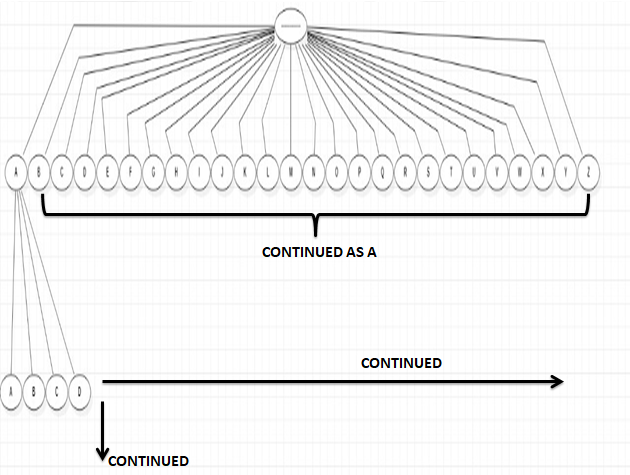 A B C D E F G H I J K L M N O P Q R S T U V W X Y Z
CONTINUED AS A
CONTINUED
A B C D
CONTINUED